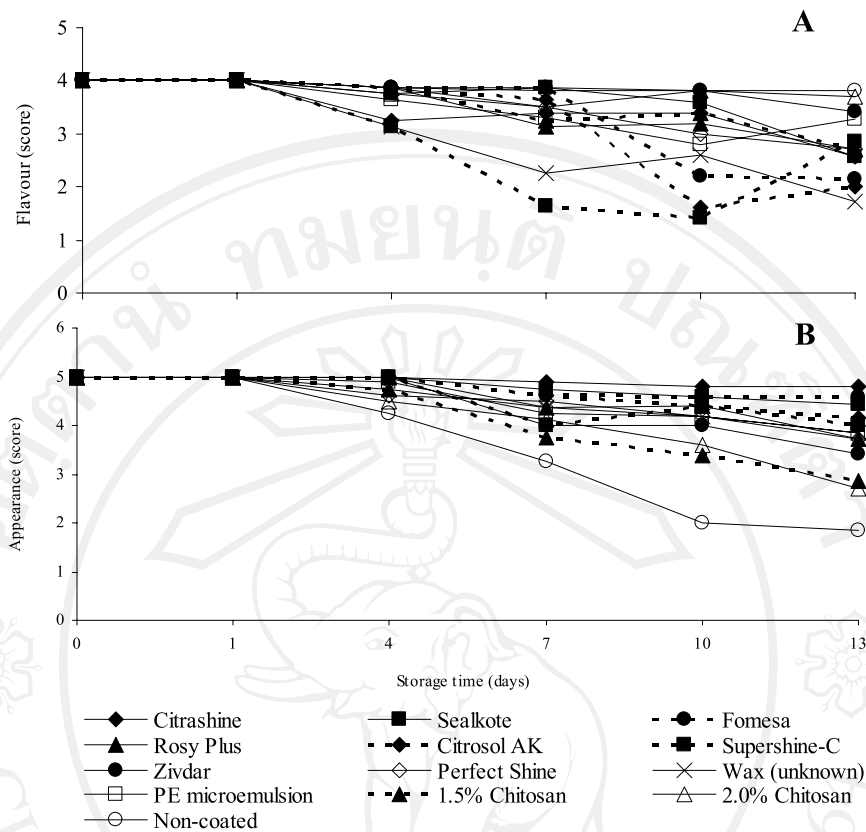 A
5
4
3
2
1
0
Flavour (score)
B
6
5
4
3
2
1
0
Appearance (score)
0 1 4 7 10 13
Storage time (days)
Citrashine Sealkote Fomesa
Rosy Plus Citrosol AK Supershine-C
Zivdar Perfect Shine Wax (unknown)
PE microemulsion 1.5% Chitosan 2.0% Chitosan
Non-coated